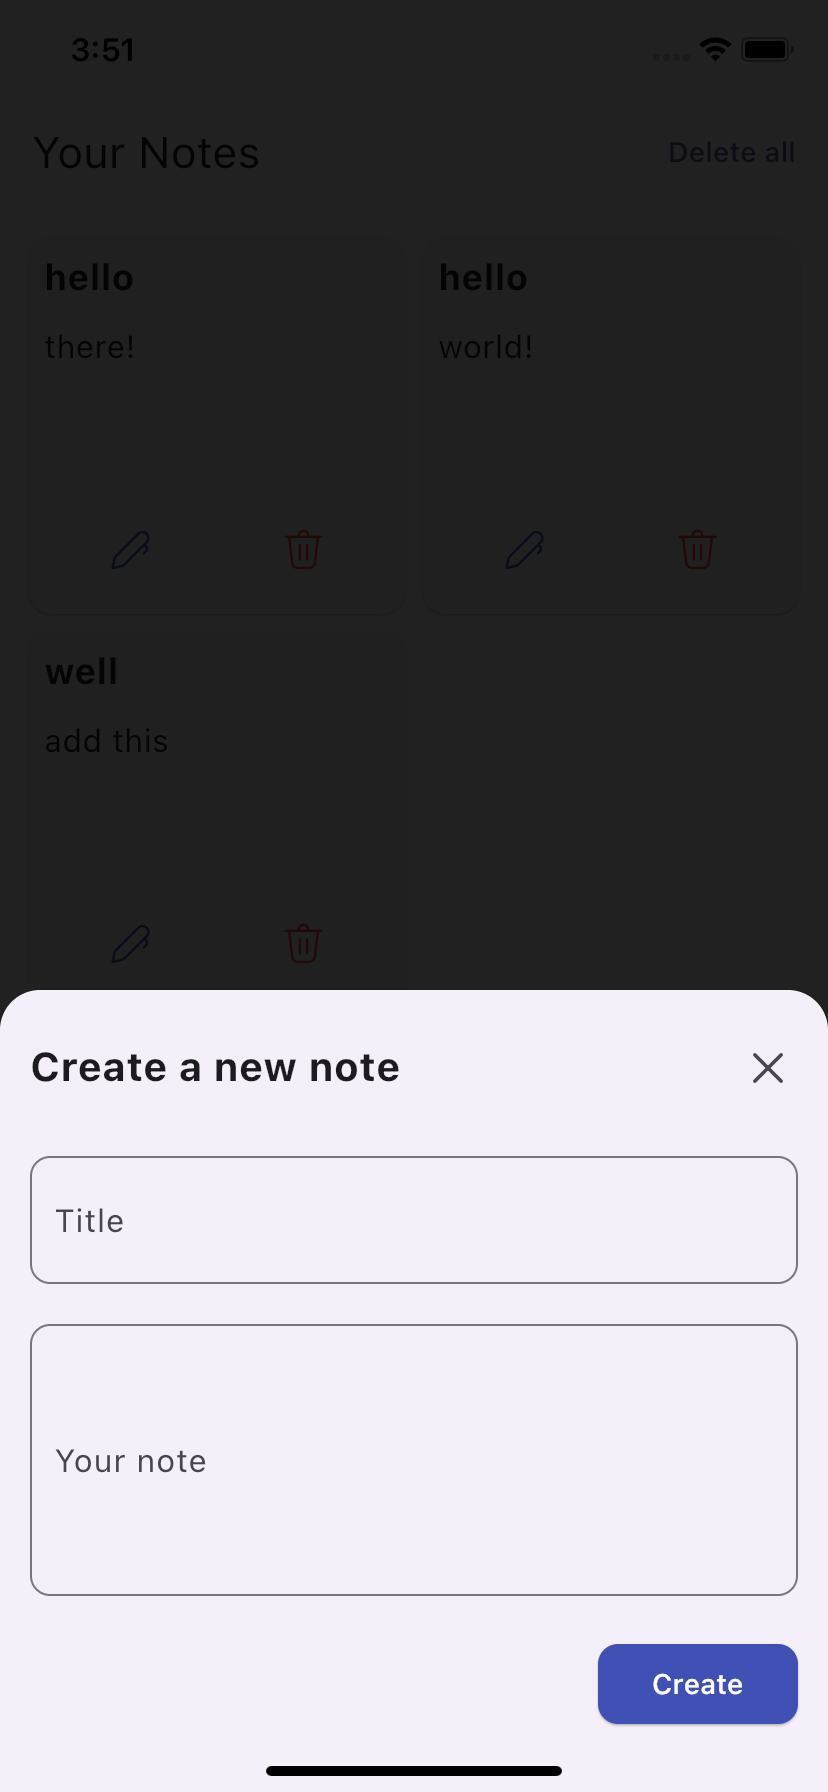 3:51
Your Notes
Delete all
hello
hello
there!
world!
well
add this
Create a new note
Title
Your note
Create